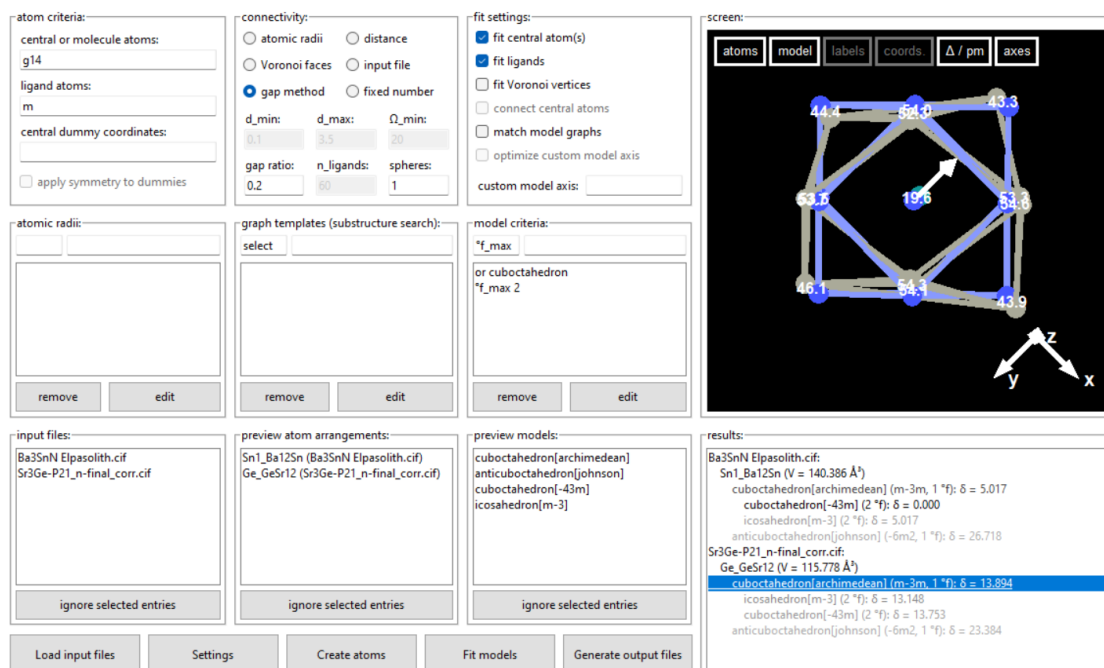 atom criteria:
central or molecule atoms:
g14
ligand atoms:
m
central dummy coordinates:
apply symmetry to dummies
connectivity:
atomic radii
distance
Voronoi faces
input file
gap method
fixed number
d_min:
d_max:
Ω_min:
0.1
3.5
20
gap ratio:
n_ligands:
spheres:
0.2
60
1
fit settings:
fit central atom(s)
fit ligands
fit Voronoi vertices
connect central atoms
match model graphs
optimize custom model axis
custom model axis:
screen:
atoms
model
labels
coords.
Δ / pm
axes
44.4
43.3
19.6
46.1
54.1
43.9
z
y
x
atomic radii:
remove
edit
graph templates (substructure search):
select
remove
edit
model criteria:
°f_max
or cuboctahedron
°f_max 2
remove
edit
input files:
Ba3SnN Elpasolith.cif
Sr3Ge-P21_n-final_corr.cif
ignore selected entries
preview atom arrangements:
Sn1_Ba12Sn (Ba3SnN Elpasolith.cif)
Ge_GeSr12 (Sr3Ge-P21_n-final_corr.cif)
ignore selected entries
preview models:
cuboctahedron[archimedean]
anticuboctahedron[johnson]
cuboctahedron[-43m]
icosahedron[m-3]
ignore selected entries
results:
Ba3SnN Elpasolith.cif:
Sn1_Ba12Sn (V = 140.386 Å³)
cuboctahedron[archimedean] (m-3m, 1 °f): δ = 5.017
cuboctahedron[-43m] (2 °f): δ = 0.000
icosahedron[m-3] (2 °f): δ = 5.017
anticuboctahedron[johnson] (-6m2, 1 °f): δ = 26.718
Sr3Ge-P21_n-final_corr.cif:
Ge_GeSr12 (V = 115.778 Å³)
cuboctahedron[archimedean] (m-3m, 1 °f): δ = 13.894
icosahedron[m-3] (2 °f): δ = 13.148
cuboctahedron[-43m] (2 °f): δ = 13.753
anticuboctahedron[johnson] (-6m2, 1 °f): δ = 23.384
Load input files
Settings
Create atoms
Fit models
Generate output files